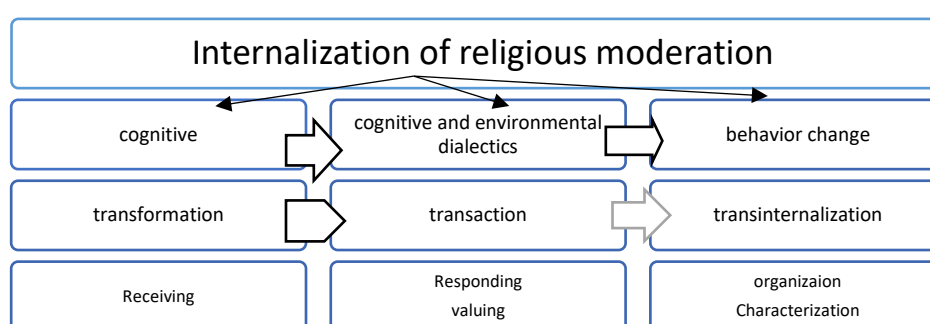 Internalization of religious moderation
cognitive
cognitive and environmental
dialectics
behavior change
transformation
transaction
transinternalization
Receiving
Responding
valuing
organizaion
Characterization